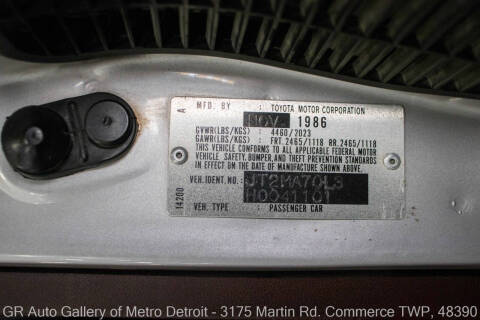 A MFD. BY : TOYOTA MOTOR CORPORATION
NOV. 1986
GVWR(LBS/KGS) : 4460/2023
GAWR(LBS/KGS) : FRT. 2465/1118 RR. 2465/1118
THIS VEHICLE CONFORMS TO ALL APPLICABLE FEDERAL MOTOR
VEHICLE SAFETY, BUMPER, AND THEFT PREVENTION STANDARDS
IN EFFECT ON THE DATE OF MANUFACTURE SHOWN ABOVE.
VEH. IDENT. NO. : JT2MA70L3
H0041101
VEH. TYPE : PASSENGER CAR
14200
GR Auto Gallery of Metro Detroit - 3175 Martin Rd. Commerce TWP, 48390